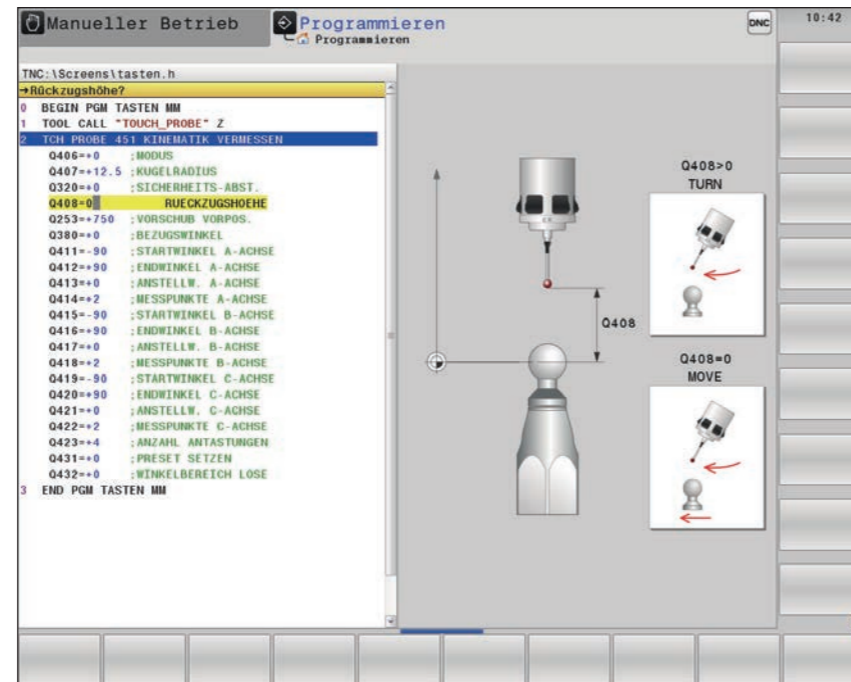 Manueller Betrieb
Programmieren
Programmieren
DNC
10:42
TNC:\Screens\tasten.h
→Rückzugshöhe?
0 BEGIN PGM TASTEN MM
1 TOOL CALL "TOUCH_PROBE" Z
2 TCH PROBE 451 KINEMATIK VERMESSEN
Q406=+0 ;MODUS
Q407=+12.5 ;KUGELRADIUS
Q320=+0 ;SICHERHEITS-ABST.
Q408=0 RUECKZUGSHOEHE
Q253=+750 ;VORSCHUB VORPOS.
Q380=+0 ;BEZUGSWINKEL
Q411=-90 ;STARTWINKEL A-ACHSE
Q412=+90 ;ENDWINKEL A-ACHSE
Q413=+0 ;ANSTELLW. A-ACHSE
Q414=+2 ;MESSPUNKTE A-ACHSE
Q415=-90 ;STARTWINKEL B-ACHSE
Q416=+90 ;ENDWINKEL B-ACHSE
Q417=+0 ;ANSTELLW. B-ACHSE
Q418=+2 ;MESSPUNKTE B-ACHSE
Q419=-90 ;STARTWINKEL C-ACHSE
Q420=+90 ;ENDWINKEL C-ACHSE
Q421=+0 ;ANSTELLW. C-ACHSE
Q422=+2 ;MESSPUNKTE C-ACHSE
Q423=+4 ;ANZAHL ANTASTUNGEN
Q431=+0 ;PRESET SETZEN
Q432=+0 ;WINKELBEREICH LOSE
3 END PGM TASTEN MM
Q408
Q408>0
TURN
Q408=0
MOVE